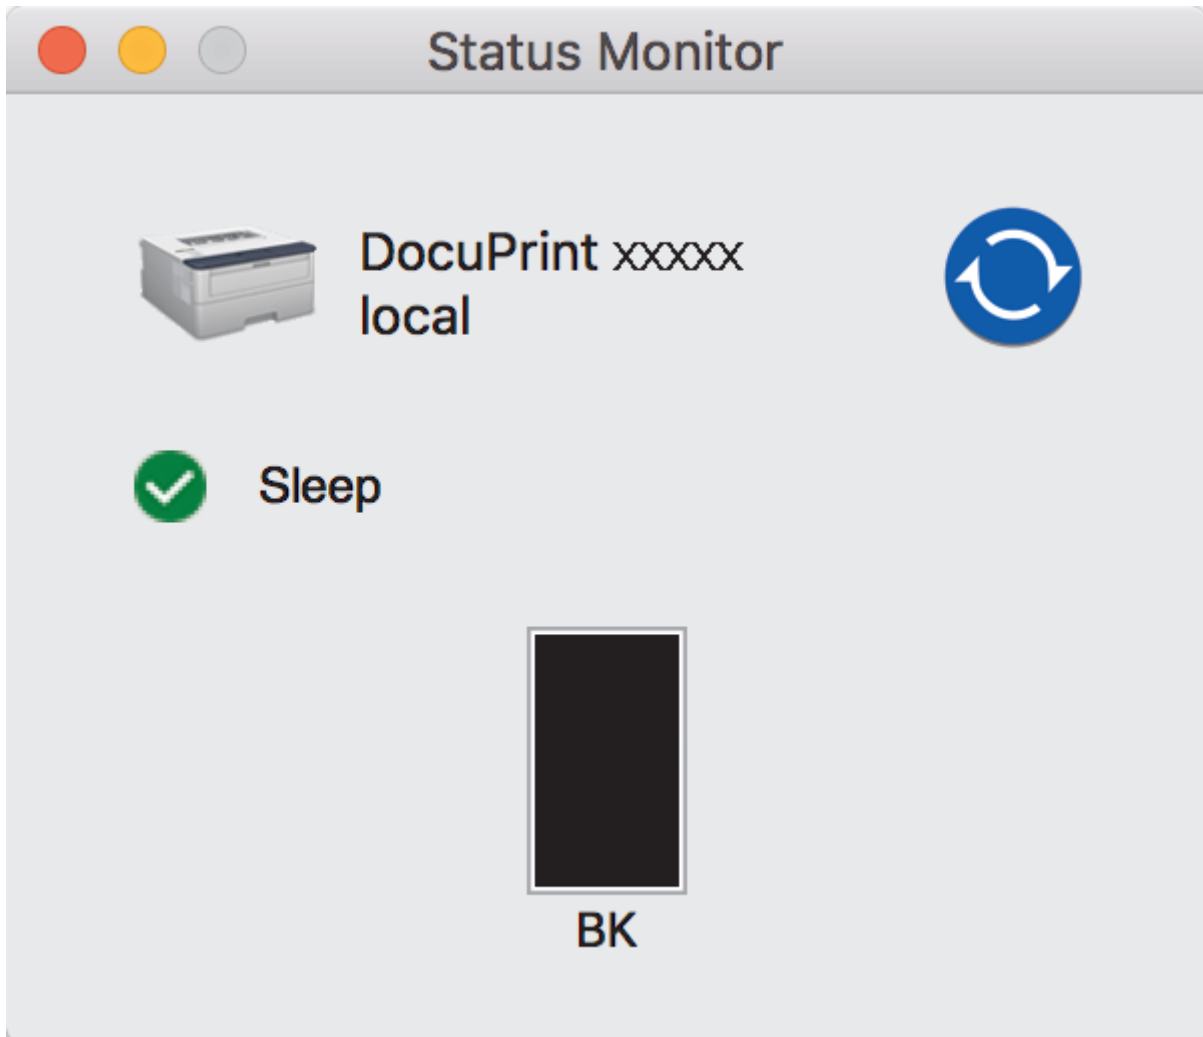 Status Monitor
DocuPrint xxxxx
local
Sleep
BK